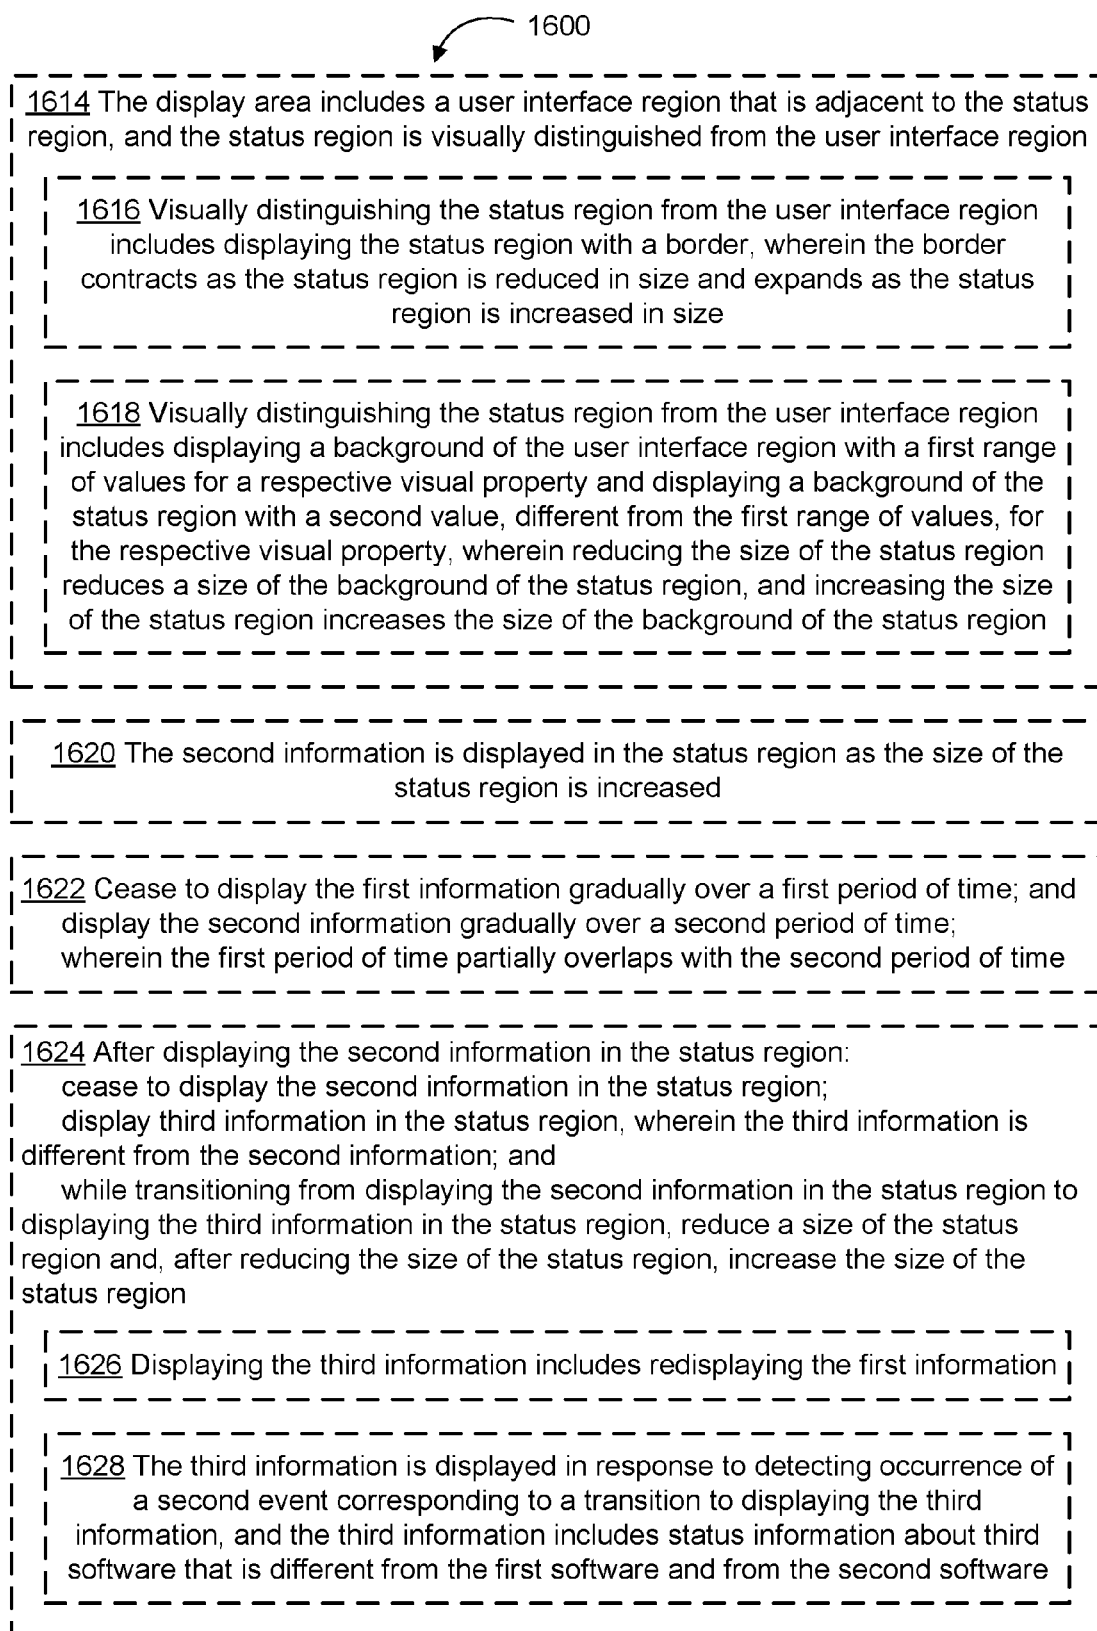 1600
1614 The display area includes a user interface region that is adjacent to the status
region, and the status region is visually distinguished from the user interface region
1616 Visually distinguishing the status region from the user interface region
includes displaying the status region with a border, wherein the border
contracts as the status region is reduced in size and expands as the status
region is increased in size
1618 Visually distinguishing the status region from the user interface region
includes displaying a background of the user interface region with a first range
of values for a respective visual property and displaying a background of the
status region with a second value, different from the first range of values, for
the respective visual property, wherein reducing the size of the status region
reduces a size of the background of the status region, and increasing the size
of the status region increases the size of the background of the status region
1620 The second information is displayed in the status region as the size of the
status region is increased
1622 Cease to display the first information gradually over a first period of time; and
display the second information gradually over a second period of time;
wherein the first period of time partially overlaps with the second period of time
1624 After displaying the second information in the status region:
cease to display the second information in the status region;
display third information in the status region, wherein the third information is
different from the second information; and
while transitioning from displaying the second information in the status region to
displaying the third information in the status region, reduce a size of the status
region and, after reducing the size of the status region, increase the size of the
status region
1626 Displaying the third information includes redisplaying the first information
1628 The third information is displayed in response to detecting occurrence of
a second event corresponding to a transition to displaying the third
information, and the third information includes status information about third
software that is different from the first software and from the second software